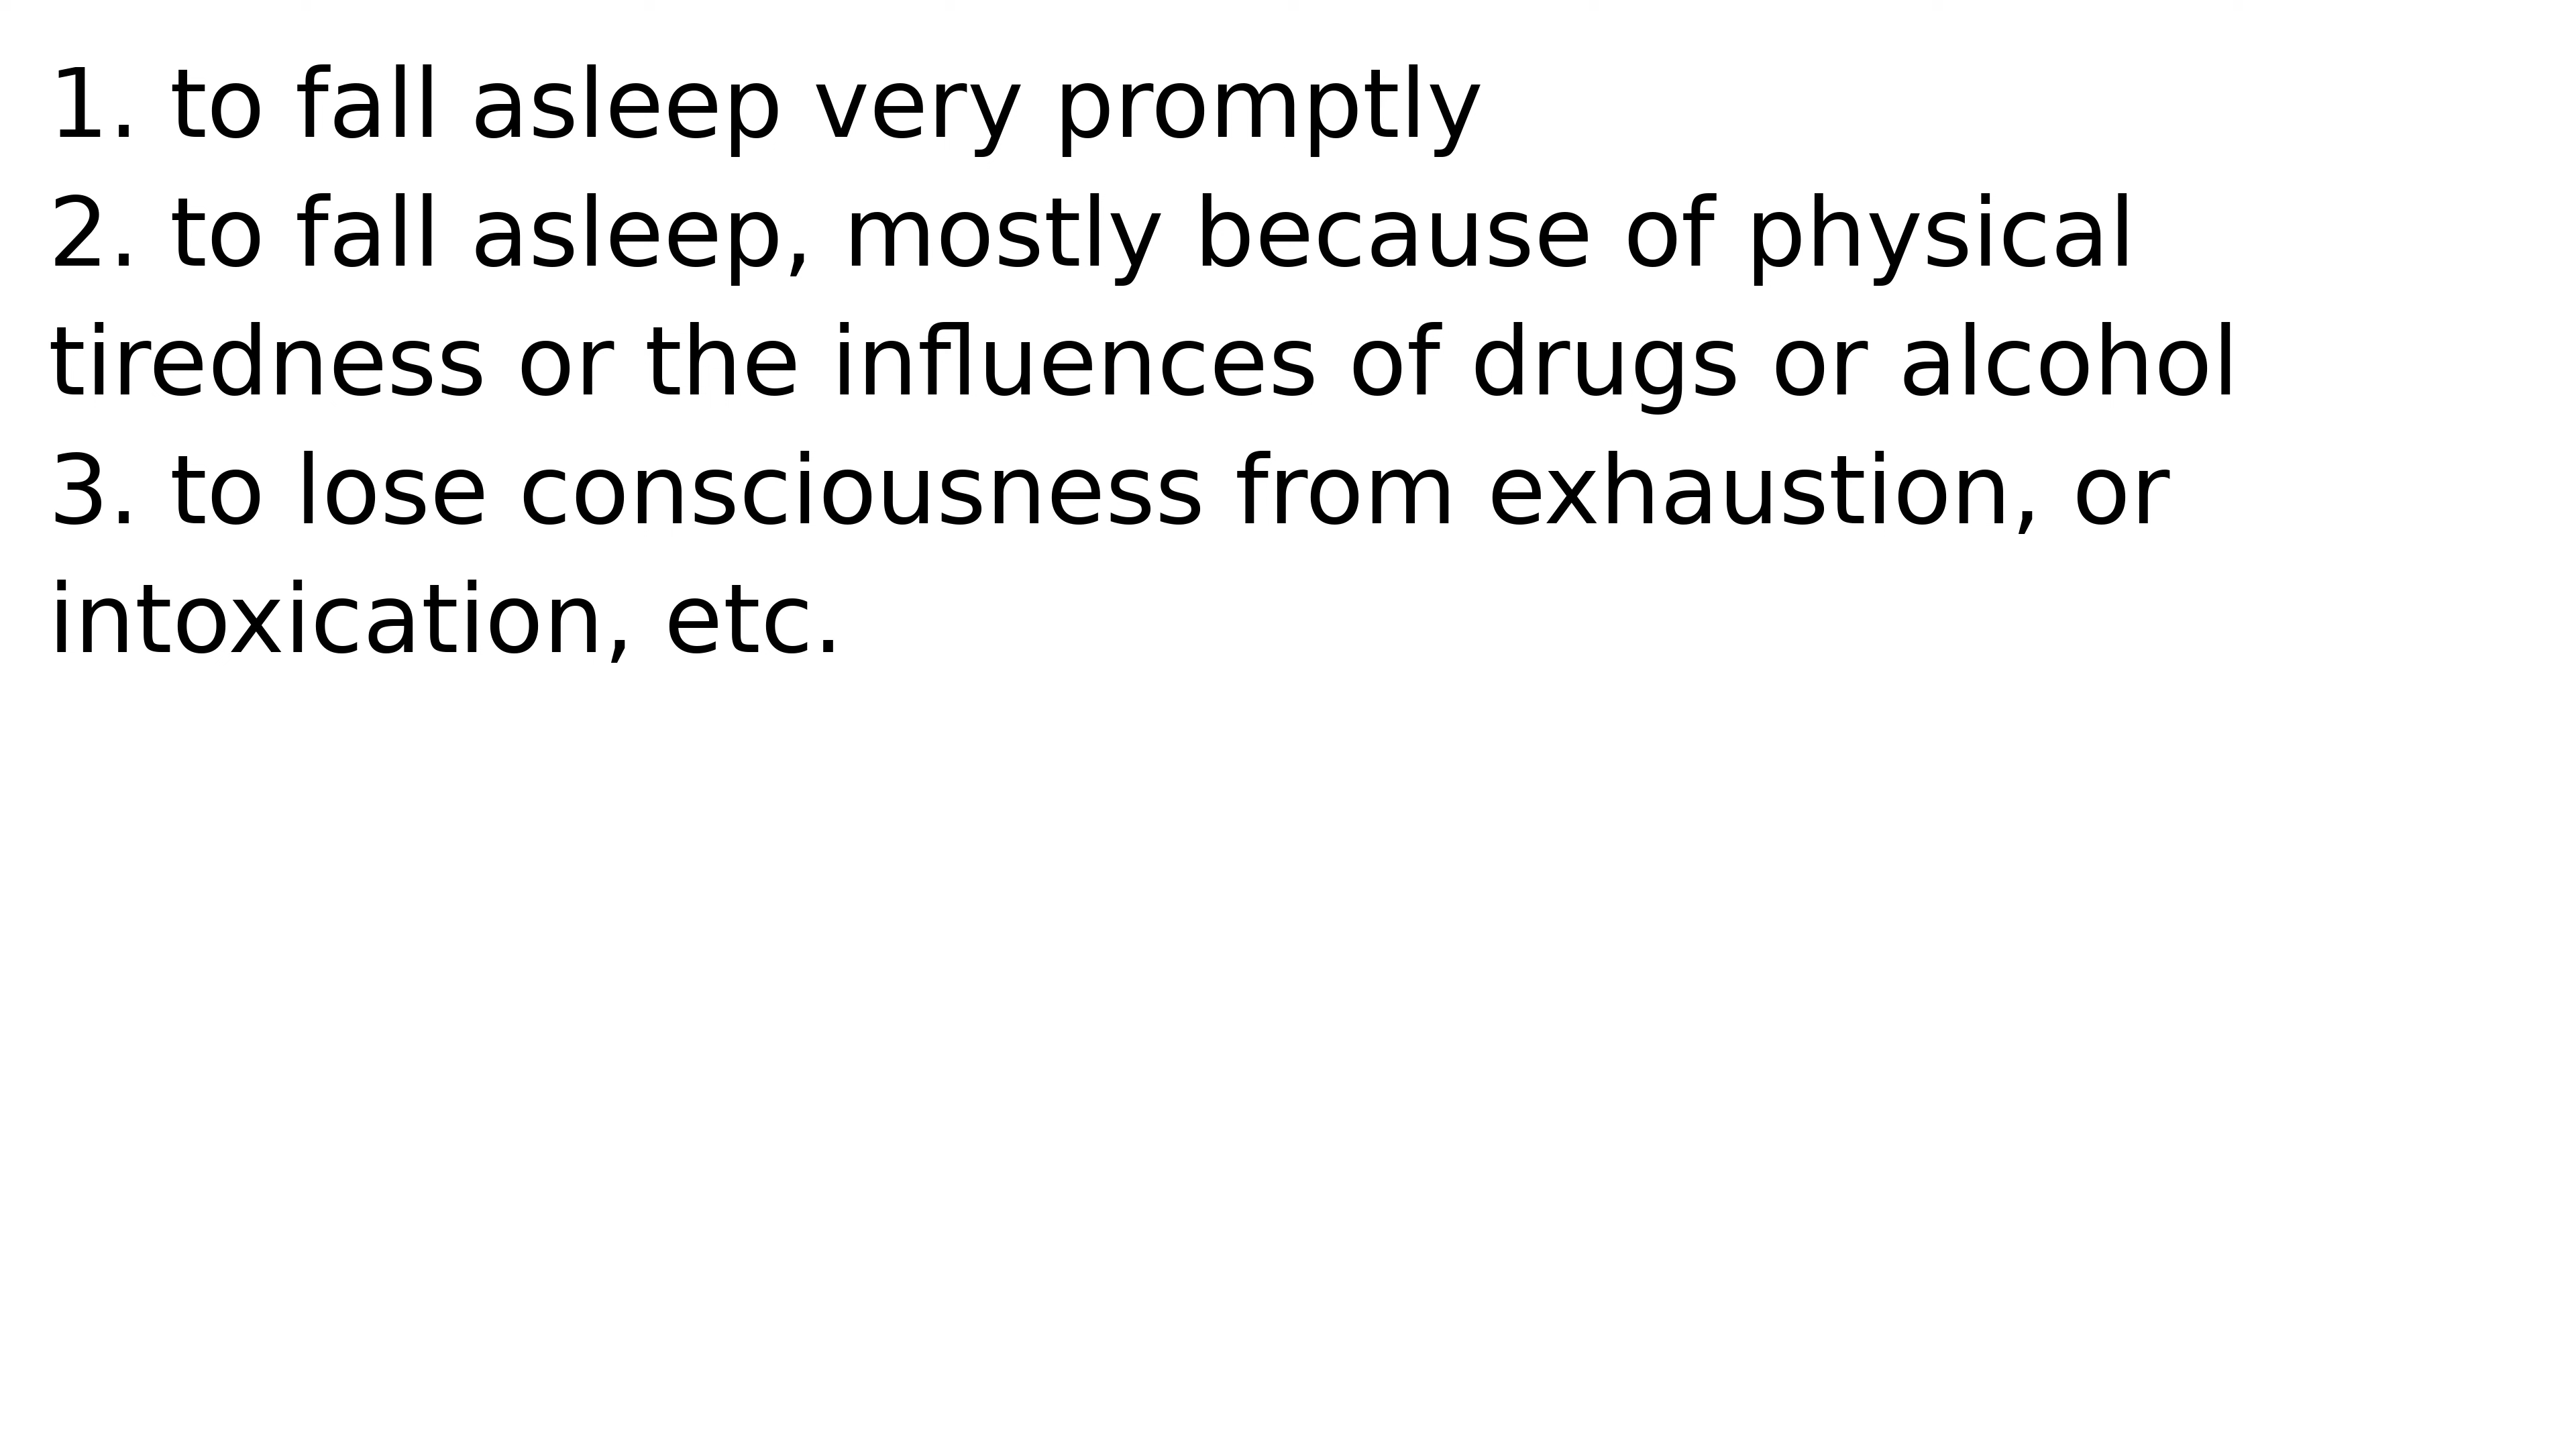 1. to fall asleep very promptly
2. to fall asleep, mostly because of physical
tiredness or the influences of drugs or alcohol
3. to lose consciousness from exhaustion, or
intoxication, etc.